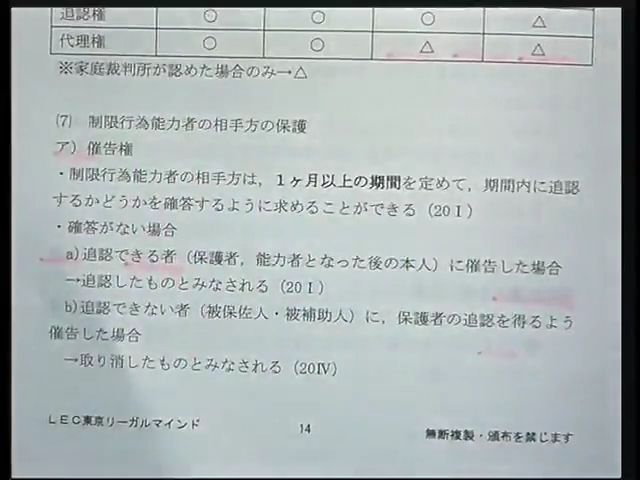 追認権 ○ ○ ○ △
代理権 ○ ○ △ △
※家庭裁判所が認めた場合のみ→△
(7) 制限行為能力者の相手方の保護
ア）催告権
・制限行為能力者の相手方は，１ヶ月以上の期間を定めて，期間内に追認
するかどうかを確答するように求めることができる（20Ⅰ）
・確答がない場合
a)追認できる者（保護者，能力者となった後の本人）に催告した場合
→追認したものとみなされる（20Ⅰ）
b)追認できない者（被保佐人・被補助人）に，保護者の追認を得るよう
催告した場合
→取り消したものとみなされる（20Ⅳ）
ＬＥＣ東京リーガルマインド
14
無断複製・頒布を禁じます